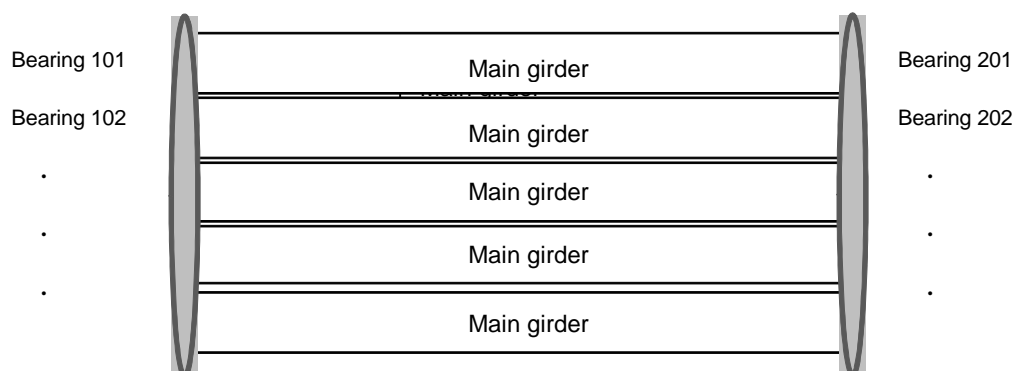 Bearing 101
Main girder
Bearing 201
Bearing 102
Main girder
Bearing 202
. Main girder .
. Main girder .
. Main girder .